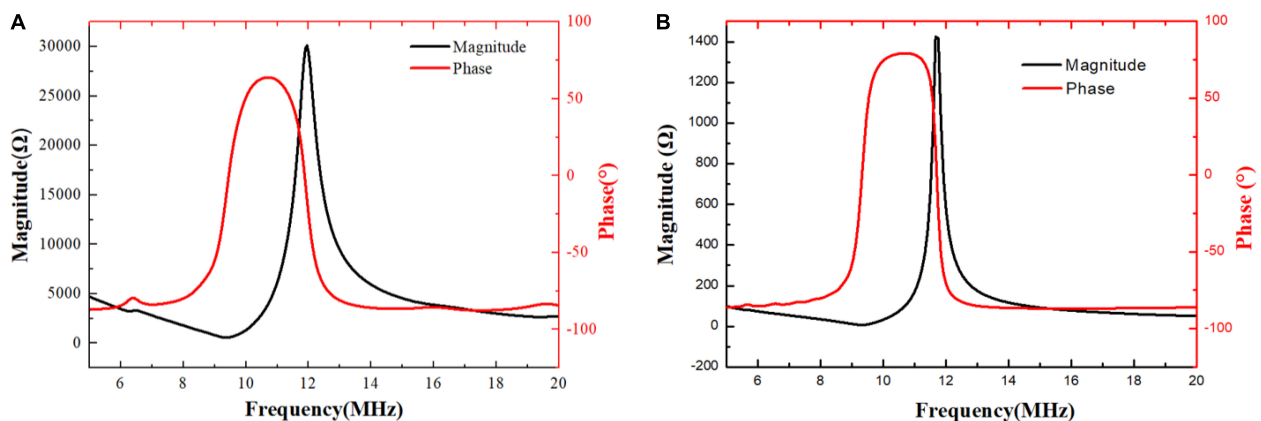 A
30000
25000
20000
15000
10000
5000
0
Magnitude(Ω)
Magnitude
Phase
100
50
0
-50
-100
Phase(°)
6 8 10 12 14 16 18 20
Frequency(MHz)
B
1400
1200
1000
800
600
400
200
0
-200
Magnitude (Ω)
Magnitude
Phase
100
50
0
-50
-100
Phase (°)
6 8 10 12 14 16 18 20
Frequency(MHz)